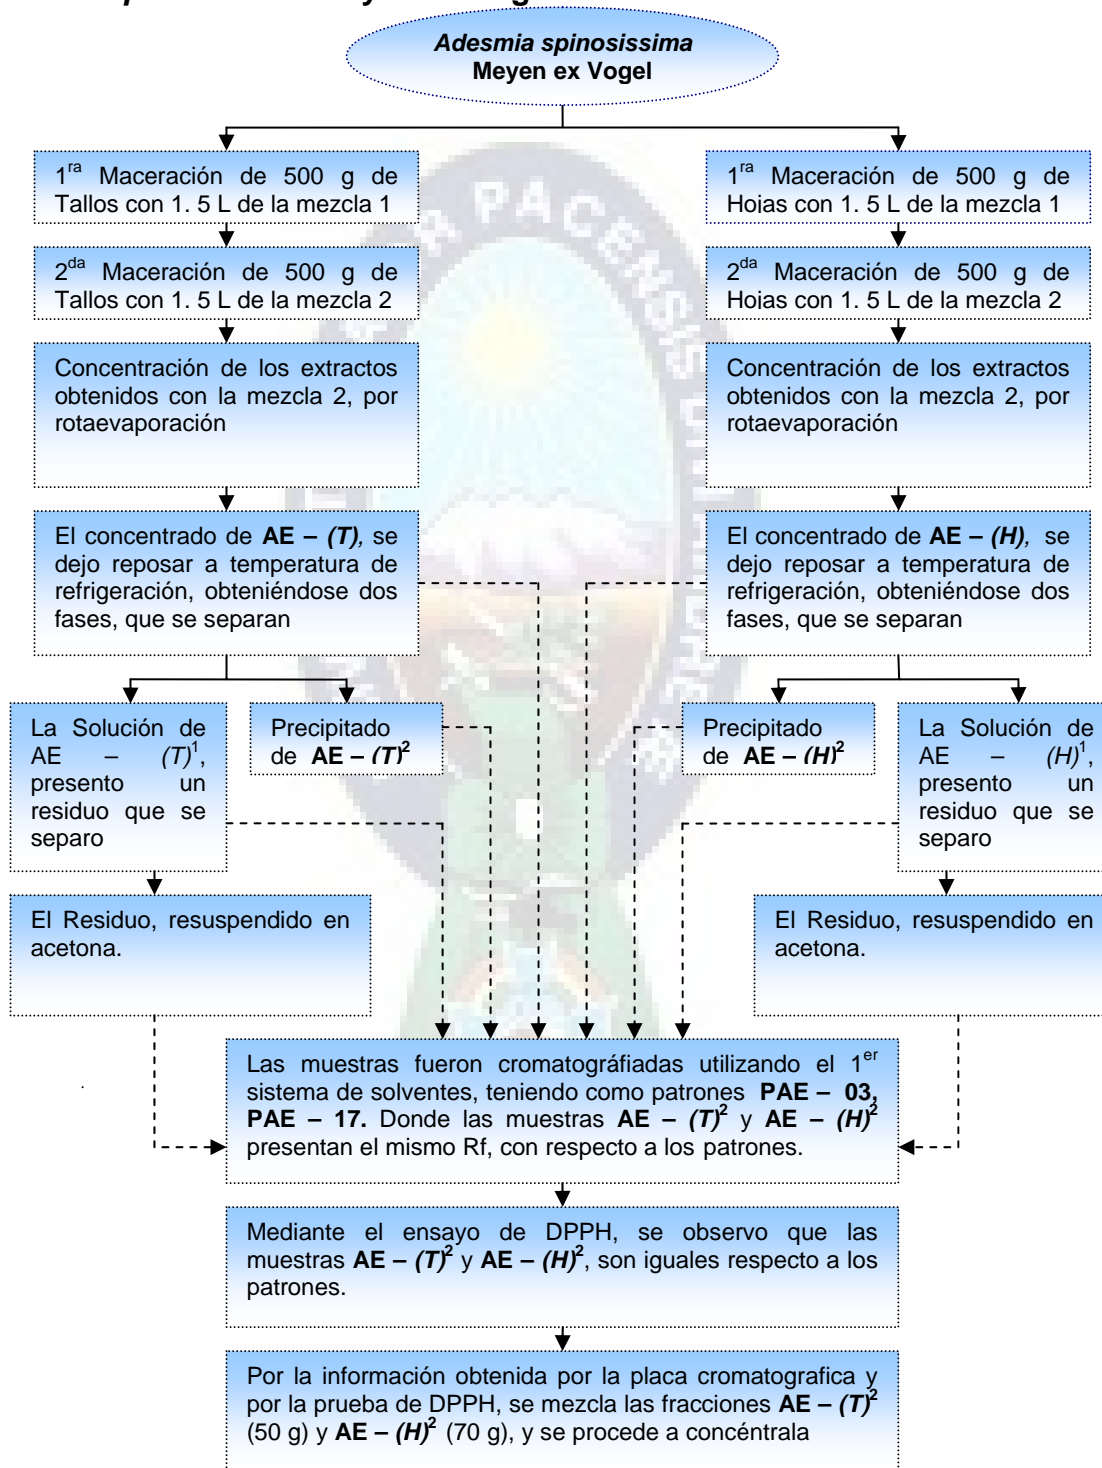 Adesmia spinosissima
Meyen ex Vogel
1ra Maceración de 500 g de
Tallos con 1. 5 L de la mezcla 1
1ra Maceración de 500 g de
Hojas con 1. 5 L de la mezcla 1
2da Maceración de 500 g de
Tallos con 1. 5 L de la mezcla 2
2da Maceración de 500 g de
Hojas con 1. 5 L de la mezcla 2
Concentración de los extractos
obtenidos con la mezcla 2, por
rotaevaporación
Concentración de los extractos
obtenidos con la mezcla 2, por
rotaevaporación
El concentrado de AE – (T), se
dejo reposar a temperatura de
refrigeración, obteniéndose dos
fases, que se separan
El concentrado de AE – (H), se
dejo reposar a temperatura de
refrigeración, obteniéndose dos
fases, que se separan
La Solución de
AE – (T)1,
presento un
residuo que se
separo
Precipitado
de AE – (T)2
Precipitado
de AE – (H)2
La Solución de
AE – (H)1,
presento un
residuo que se
separo
El Residuo, resuspendido en
acetona.
El Residuo, resuspendido en
acetona.
Las muestras fueron cromatográfiadas utilizando el 1er
sistema de solventes, teniendo como patrones PAE – 03,
PAE – 17. Donde las muestras AE – (T)2 y AE – (H)2
presentan el mismo Rf, con respecto a los patrones.
Mediante el ensayo de DPPH, se observo que las
muestras AE – (T)2 y AE – (H)2, son iguales respecto a los
patrones.
Por la información obtenida por la placa cromatografica y
por la prueba de DPPH, se mezcla las fracciones AE – (T)2
(50 g) y AE – (H)2 (70 g), y se procede a concéntrala